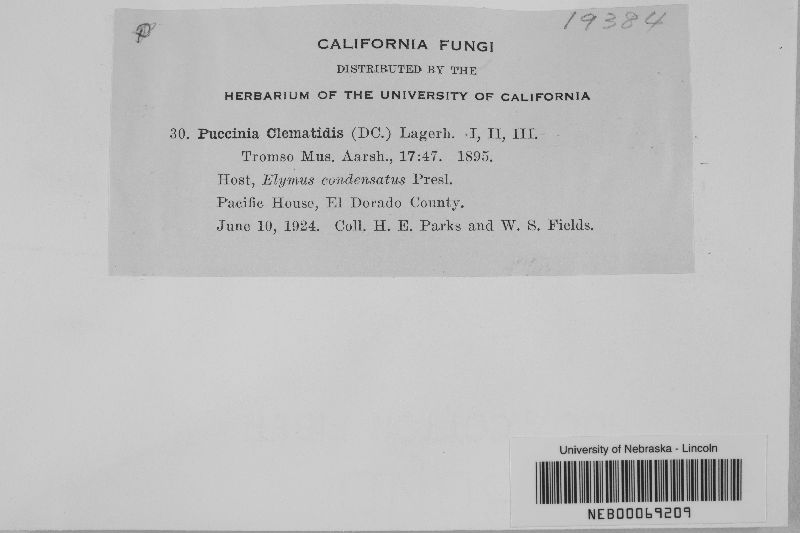 19384
CALIFORNIA FUNGI
DISTRIBUTED BY THE
HERBARIUM OF THE UNIVERSITY OF CALIFORNIA
30. Puccinia Clematidis (DC.) Lagerh. I, II, III.
Tromso Mus. Aarsh., 17:47. 1895.
Host, Elymus condensatus Presl.
Pacific House, El Dorado County.
June 10, 1924. Coll. H. E. Parks and W. S. Fields.
University of Nebraska - Lincoln
NEB00069209